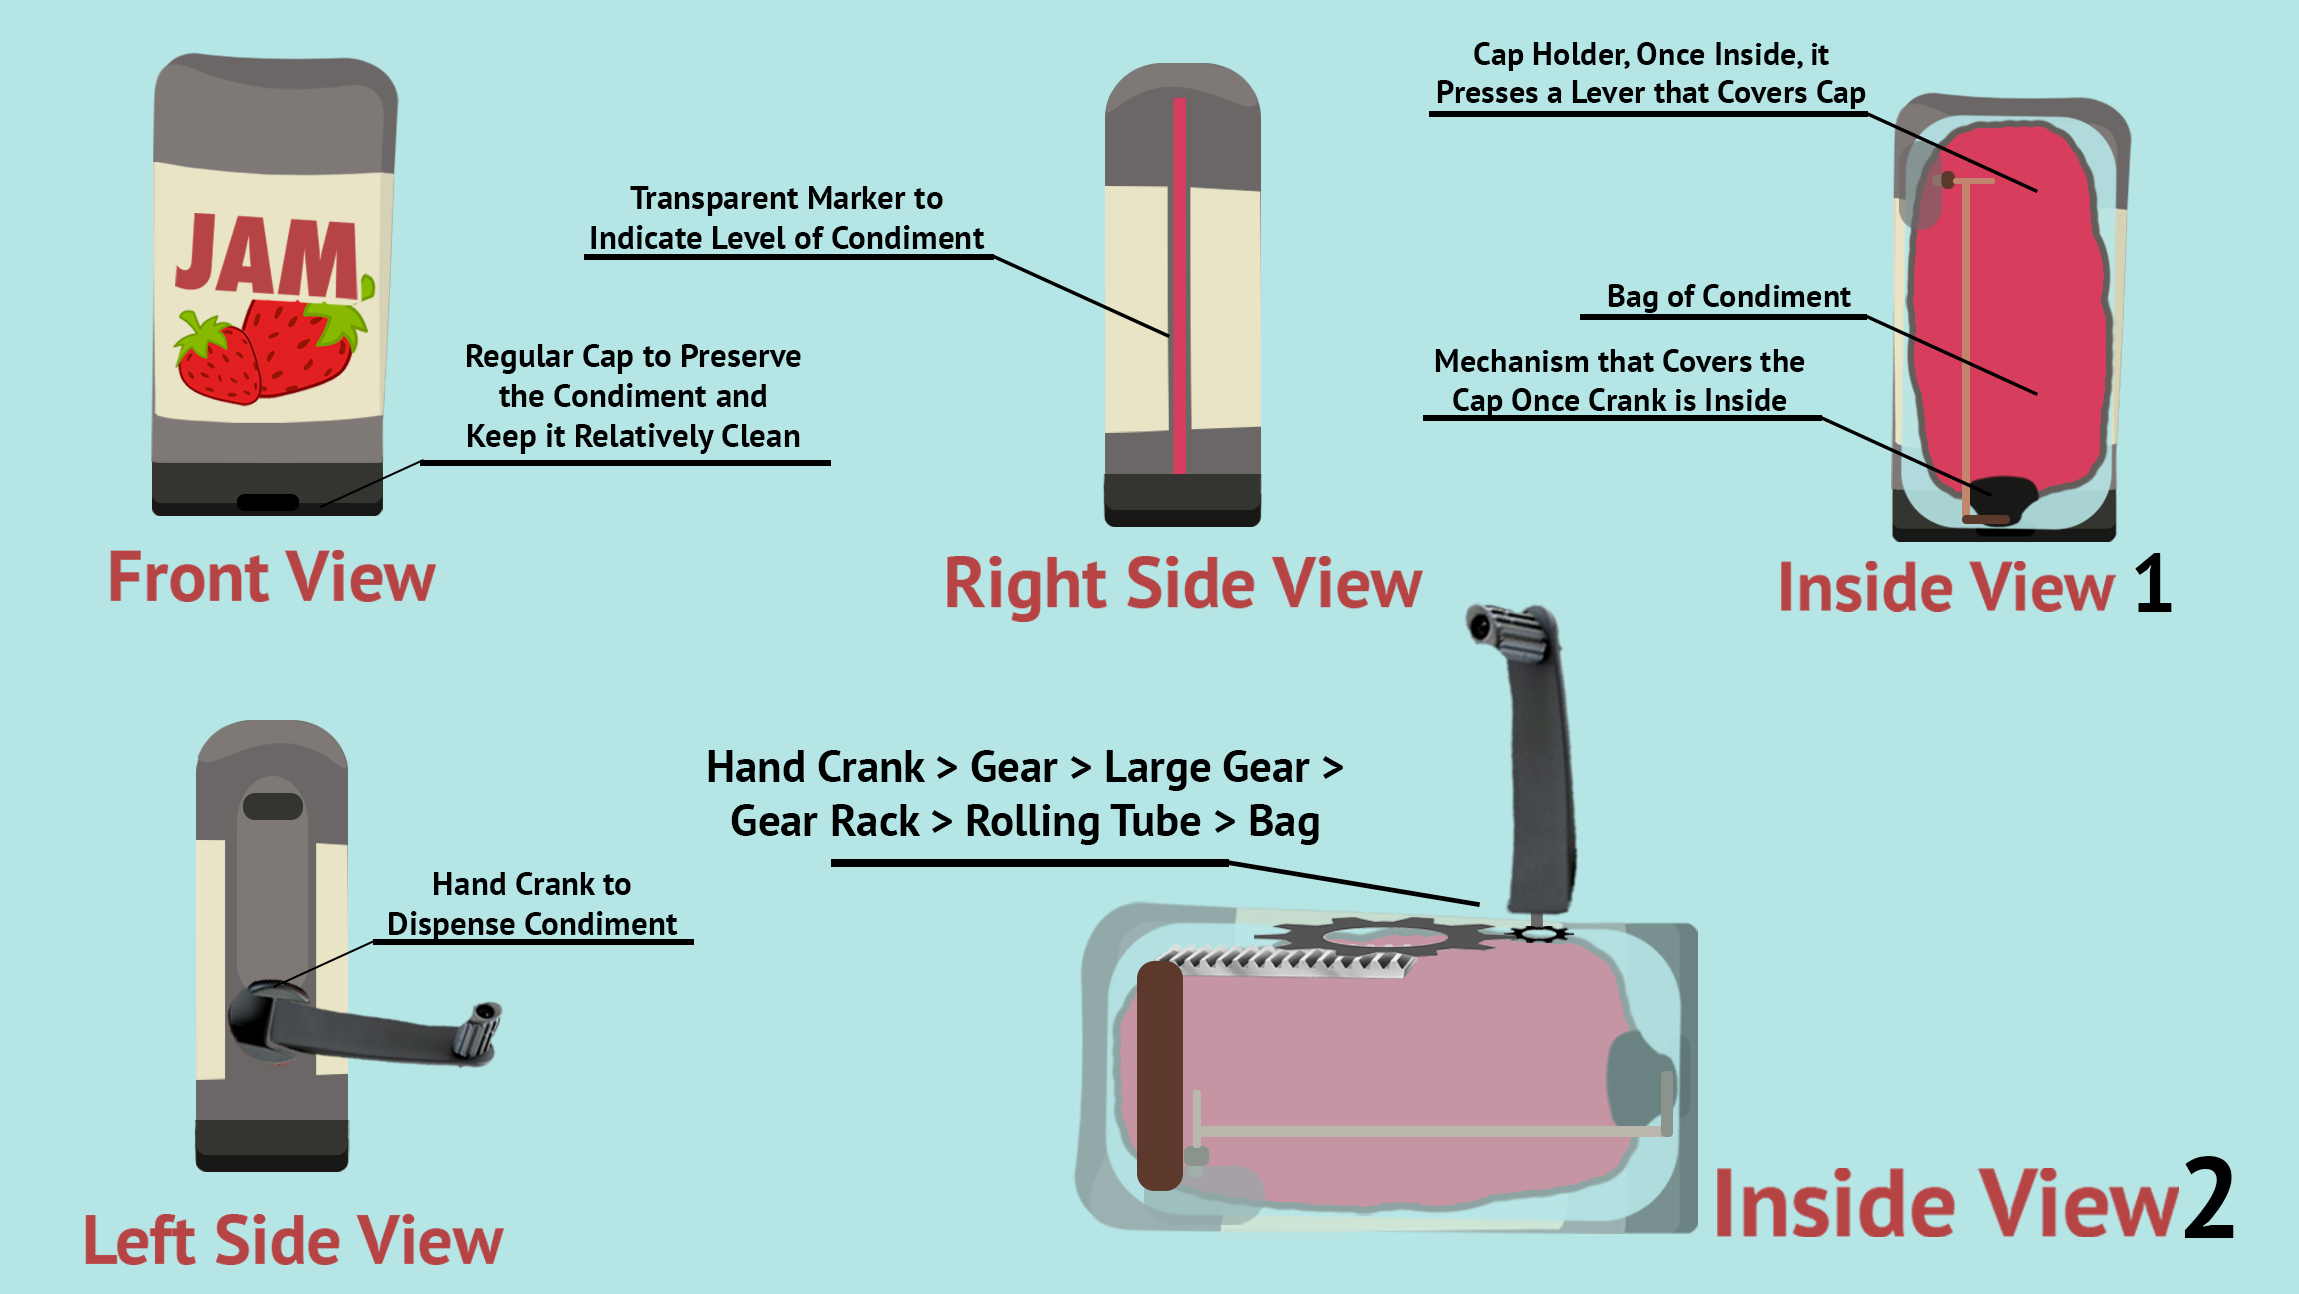 Cap Holder, Once Inside, it
Presses a Lever that Covers Cap
Transparent Marker to
Indicate Level of Condiment
JAM
Regular Cap to Preserve
the Condiment and
Keep it Relatively Clean
Bag of Condiment
Mechanism that Covers the
Cap Once Crank is Inside
Front View
Right Side View
Inside View 1
Hand Crank > Gear > Large Gear >
Gear Rack > Rolling Tube > Bag
Hand Crank to
Dispense Condiment
Left Side View
Inside View 2